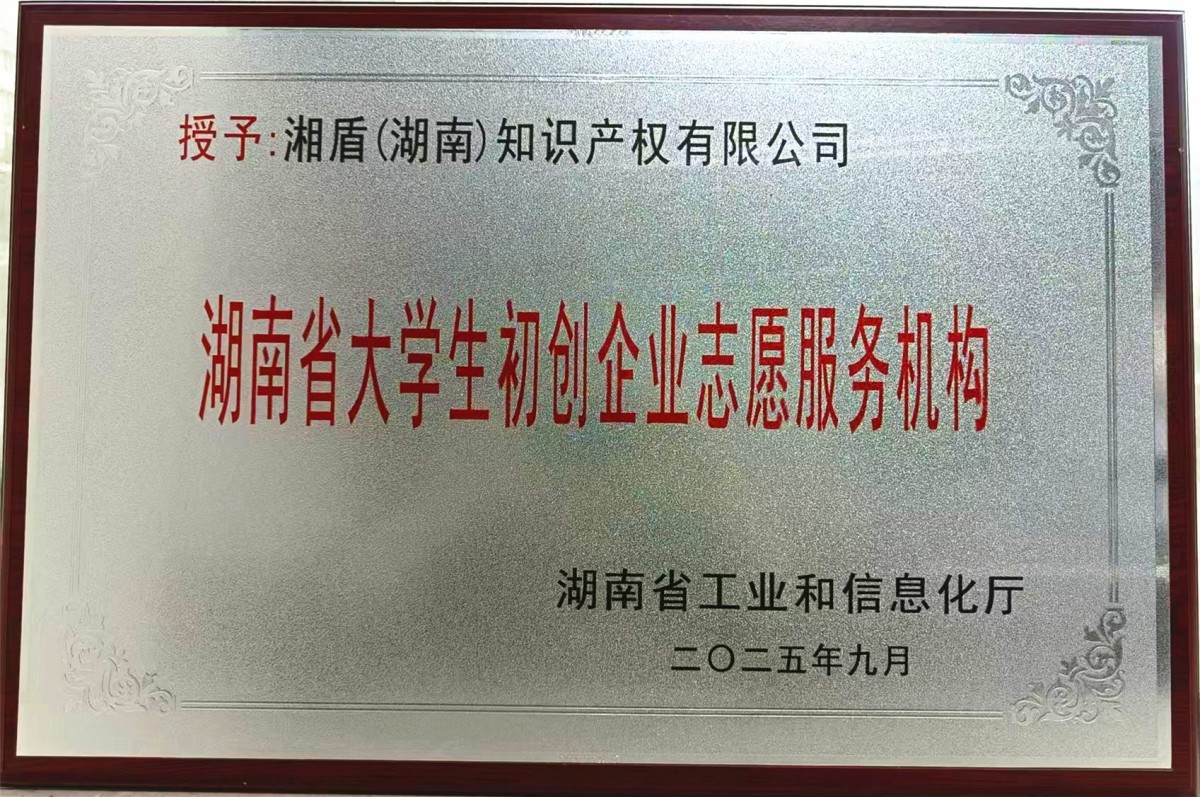 授予:湘盾(湖南)知识产权有限公司
湖南省大学生初创企业志愿服务机构
湖南省工业和信息化厅
二〇二五年九月